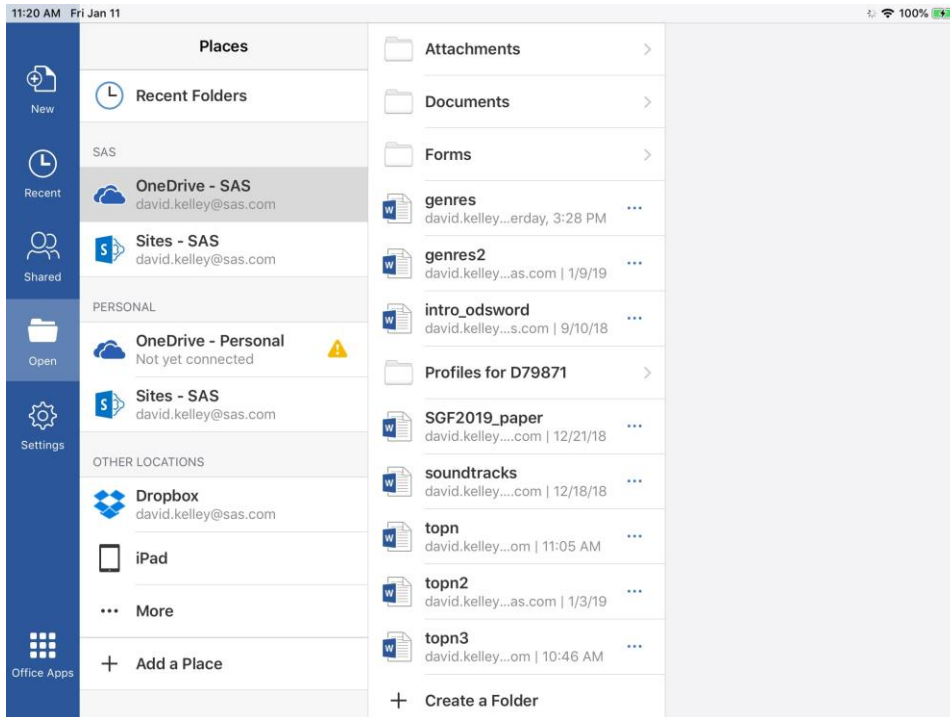 11:20 AM Fri Jan 11
100%
New
Recent
Shared
Open
Settings
Office Apps
Places
Recent Folders
SAS
OneDrive - SAS
david.kelley@sas.com
Sites - SAS
david.kelley@sas.com
PERSONAL
OneDrive - Personal
Not yet connected
Sites - SAS
david.kelley@sas.com
OTHER LOCATIONS
Dropbox
david.kelley@sas.com
iPad
More
Add a Place
Attachments
Documents
Forms
genres
david.kelley...erday, 3:28 PM
genres2
david.kelley...as.com | 1/9/19
intro_odsword
david.kelley...s.com | 9/10/18
Profiles for D79871
SGF2019_paper
david.kelley....com | 12/21/18
soundtracks
david.kelley....com | 12/18/18
topn
david.kelley...om | 11:05 AM
topn2
david.kelley...as.com | 1/3/19
topn3
david.kelley...om | 10:46 AM
Create a Folder